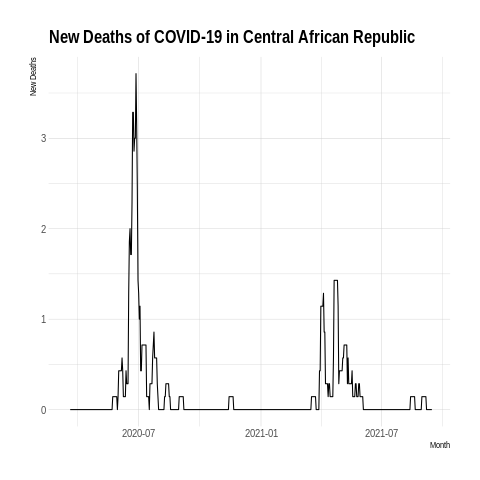 New Deaths of COVID-19 in Central African Republic
New Deaths
3
2
1
0
2020-07
2021-01
2021-07
Month